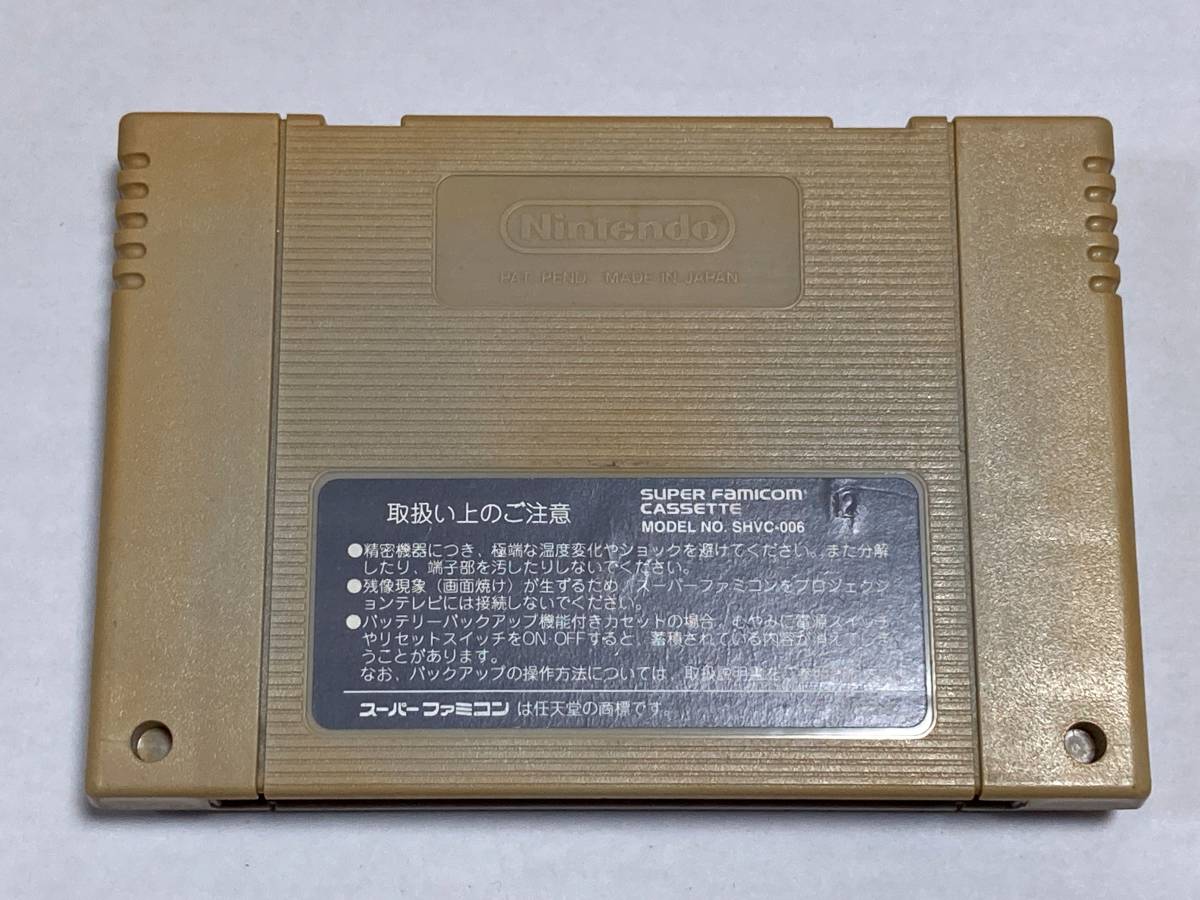 Nintendo
PAT. PEND. MADE IN JAPAN
取扱い上のご注意
SUPER FAMICOM
CASSETTE
MODEL NO. SHVC-006
12
●精密機器につき、極端な温度変化やショックを避けてください。また分解
したり、端子部を汚したりしないでください。
●残像現象（画面焼け）が生ずるため、スーパーファミコンをプロジェクシ
ョンテレビには接続しないでください。
●バッテリーバックアップ機能付きカセットの場合、むやみに電源スイッチ
やリセットスイッチをON・OFFすると、蓄積されている内容が消え
うことがあります。
なお、バックアップの操作方法については、取扱説明書を
スーパーファミコンは任天堂の商標です。